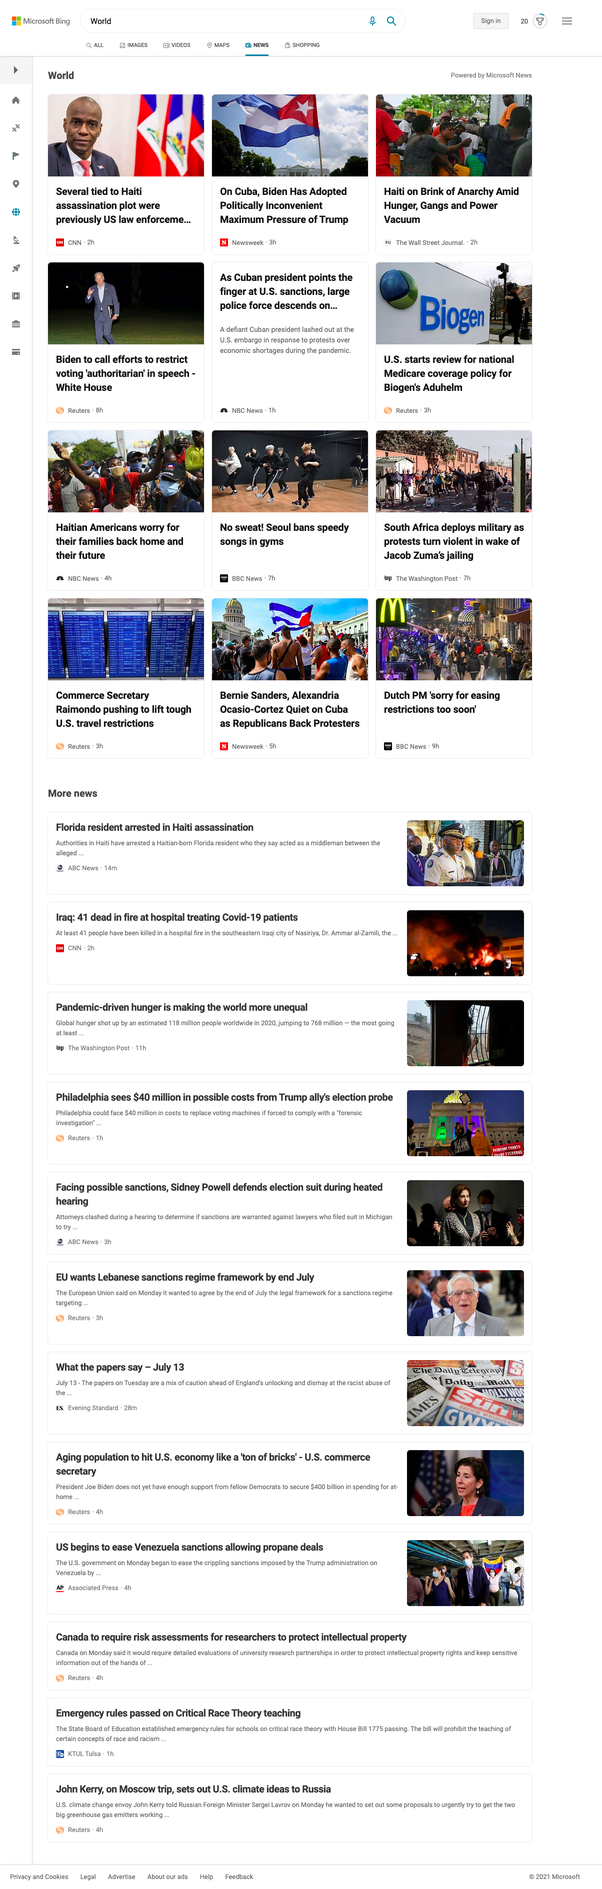 Microsoft Bing
World
Sign in
20
ALL
IMAGES
VIDEOS
MAPS
NEWS
SHOPPING
World
Powered by Microsoft News
Several tied to Haiti
assassination plot were
previously US law enforceme...
CNN · 2h
On Cuba, Biden Has Adopted
Politically Inconvenient
Maximum Pressure of Trump
Newsweek · 3h
Haiti on Brink of Anarchy Amid
Hunger, Gangs and Power
Vacuum
The Wall Street Journal. · 2h
Biden to call efforts to restrict
voting 'authoritarian' in speech -
White House
Reuters · 8h
As Cuban president points the
finger at U.S. sanctions, large
police force descends on...
A defiant Cuban president lashed out at the
U.S. embargo in response to protests over
economic shortages during the pandemic.
NBC News · 1h
Biogen
U.S. starts review for national
Medicare coverage policy for
Biogen's Aduhelm
Reuters · 3h
Haitian Americans worry for
their families back home and
their future
NBC News · 4h
No sweat! Seoul bans speedy
songs in gyms
BBC News · 7h
South Africa deploys military as
protests turn violent in wake of
Jacob Zuma's jailing
The Washington Post · 7h
Commerce Secretary
Raimondo pushing to lift tough
U.S. travel restrictions
Reuters · 3h
Bernie Sanders, Alexandria
Ocasio-Cortez Quiet on Cuba
as Republicans Back Protesters
Newsweek · 5h
Dutch PM 'sorry for easing
restrictions too soon'
BBC News · 9h
More news
Florida resident arrested in Haiti assassination
Authorities in Haiti have arrested a Haitian-born Florida resident who they say acted as a middleman between the
alleged ...
ABC News · 14m
Iraq: 41 dead in fire at hospital treating Covid-19 patients
At least 41 people have been killed in a hospital fire in the southeastern Iraqi city of Nasiriya, Dr. Ammar al-Zamili, the ...
CNN · 2h
Pandemic-driven hunger is making the world more unequal
Global hunger shot up by an estimated 118 million people worldwide in 2020, jumping to 768 million — the most going
at least ...
The Washington Post · 11h
Philadelphia sees $40 million in possible costs from Trump ally's election probe
Philadelphia could face $40 million in costs to replace voting machines if forced to comply with a "forensic
investigation" ...
Reuters · 1h
Facing possible sanctions, Sidney Powell defends election suit during heated
hearing
Attorneys clashed during a hearing to determine if sanctions are warranted against lawyers who filed suit in Michigan
to try ...
ABC News · 3h
EU wants Lebanese sanctions regime framework by end July
The European Union said on Monday it wanted to agree by the end of July the legal framework for a sanctions regime
targeting ...
Reuters · 3h
What the papers say – July 13
July 13 - The papers on Tuesday are a mix of caution ahead of England's unlocking and dismay at the racist abuse of
the ...
ES. Evening Standard · 28m
The Daily Telegraph
Daily Mail
TIMES
Sun
Aging population to hit U.S. economy like a 'ton of bricks' - U.S. commerce
secretary
President Joe Biden does not yet have enough support from fellow Democrats to secure $400 billion in spending for at-
home ...
Reuters · 4h
US begins to ease Venezuela sanctions allowing propane deals
The U.S. government on Monday began to ease the crippling sanctions imposed by the Trump administration on
Venezuela by ...
AP Associated Press · 4h
Canada to require risk assessments for researchers to protect intellectual property
Canada on Monday said it would require detailed evaluations of university research partnerships in order to protect intellectual property rights and keep sensitive
information out of the hands of ...
Reuters · 4h
Emergency rules passed on Critical Race Theory teaching
The State Board of Education established emergency rules for schools on critical race theory with House Bill 1775 passing. The bill will prohibit the teaching of
certain concepts of race and racism ...
KTUL Tulsa · 1h
John Kerry, on Moscow trip, sets out U.S. climate ideas to Russia
U.S. climate change envoy John Kerry told Russian Foreign Minister Sergei Lavrov on Monday he wanted to set out some proposals to urgently try to get the two
big greenhouse gas emitters working ...
Reuters · 4h
Privacy and Cookies
Legal
Advertise
About our ads
Help
Feedback
© 2021 Microsoft